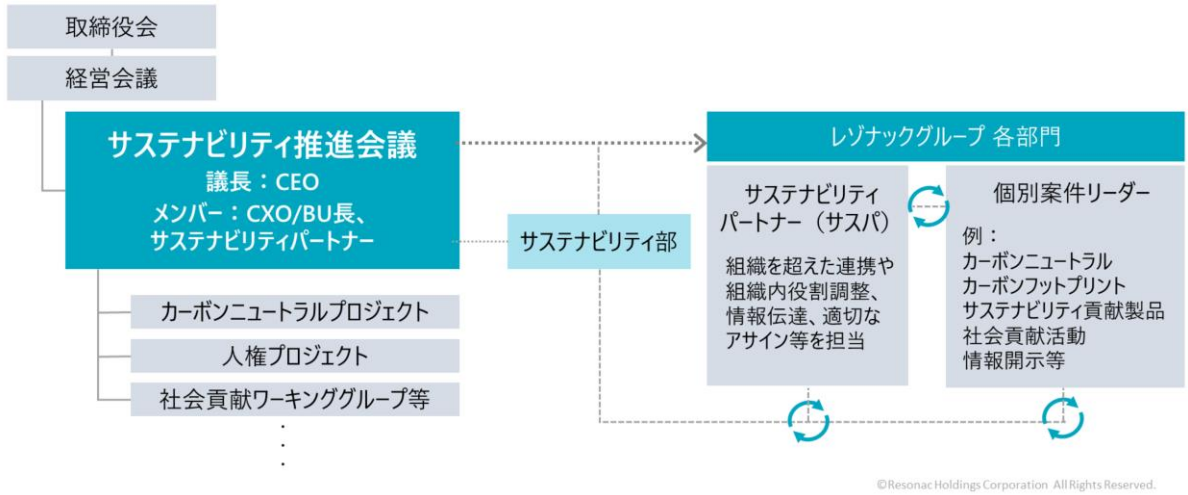 取締役会
経営会議
サステナビリティ推進会議
議長：CEO
メンバー：CXO/BU長、
サステナビリティパートナー
カーボンニュートラルプロジェクト
人権プロジェクト
社会貢献ワーキンググループ等
サステナビリティ部
レゾナックグループ 各部門
サステナビリティ
パートナー（サスパ）
組織を超えた連携や
組織内役割調整、
情報伝達、適切な
アサイン等を担当
個別案件リーダー
例：
カーボンニュートラル
カーボンフットプリント
サステナビリティ貢献製品
社会貢献活動
情報開示等
©Resonac Holdings Corporation All Rights Reserved.